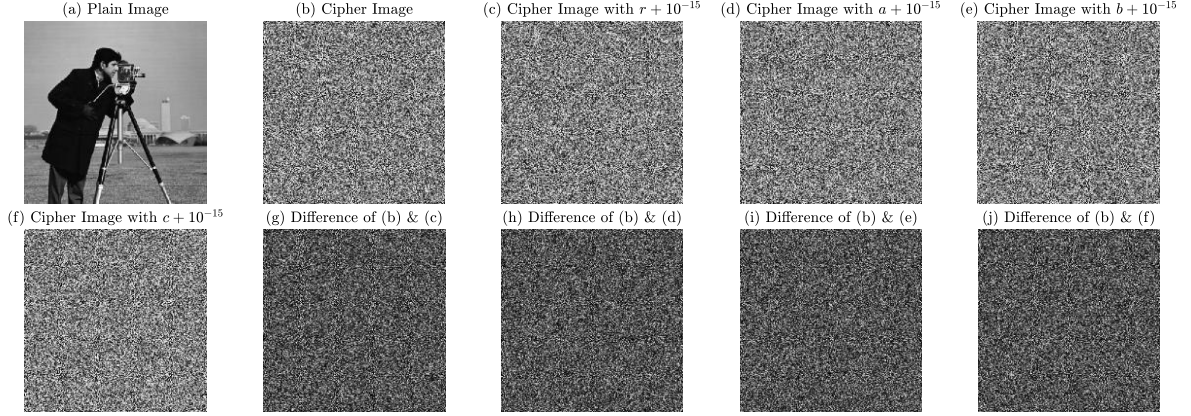 (a) Plain Image
(b) Cipher Image
(c) Cipher Image with r + 10⁻¹⁵
(d) Cipher Image with a + 10⁻¹⁵
(e) Cipher Image with b + 10⁻¹⁵
(f) Cipher Image with c + 10⁻¹⁵
(g) Difference of (b) & (c)
(h) Difference of (b) & (d)
(i) Difference of (b) & (e)
(j) Difference of (b) & (f)